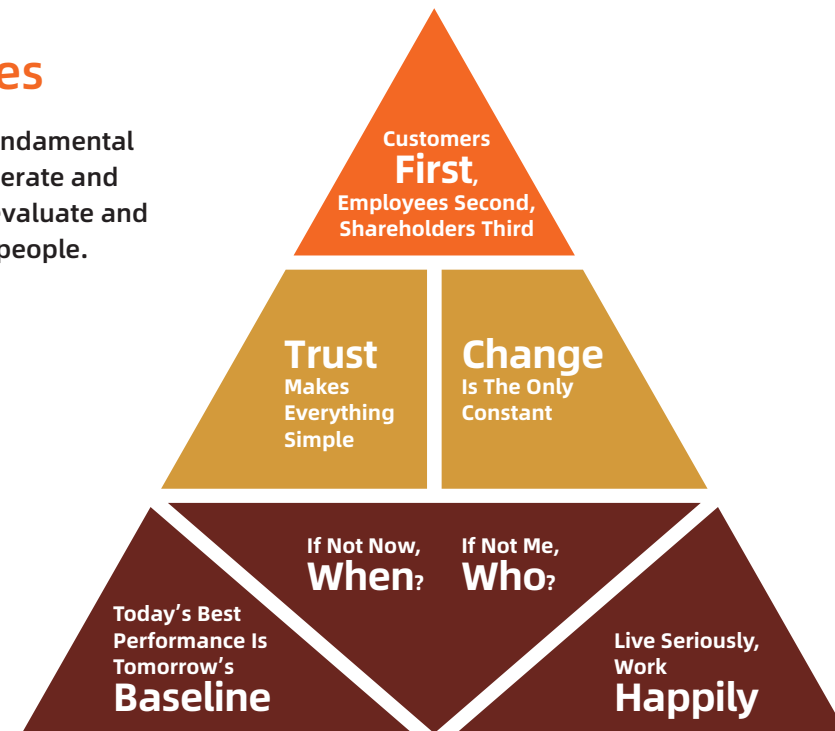 es
ndamental
erate and
evaluate and
people.
Customers
First,
Employees Second,
Shareholders Third
Trust
Makes
Everything
Simple
Change
Is The Only
Constant
If Not Now,
When?
If Not Me,
Who?
Today’s Best
Performance Is
Tomorrow’s
Baseline
Live Seriously,
Work
Happily